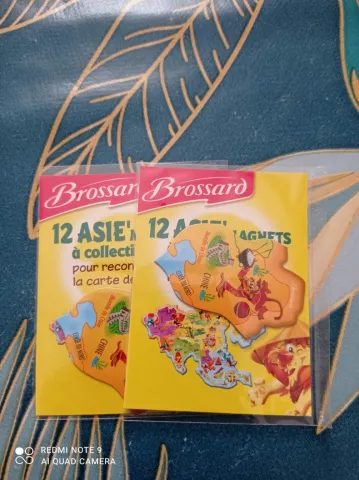 Brossard
12 ASIE'
à collecti
pour recon
la carte de
CHINE
Brossard
12 ASIE' AGNETS
CHINE
REDMI NOTE 9
AI QUAD CAMERA